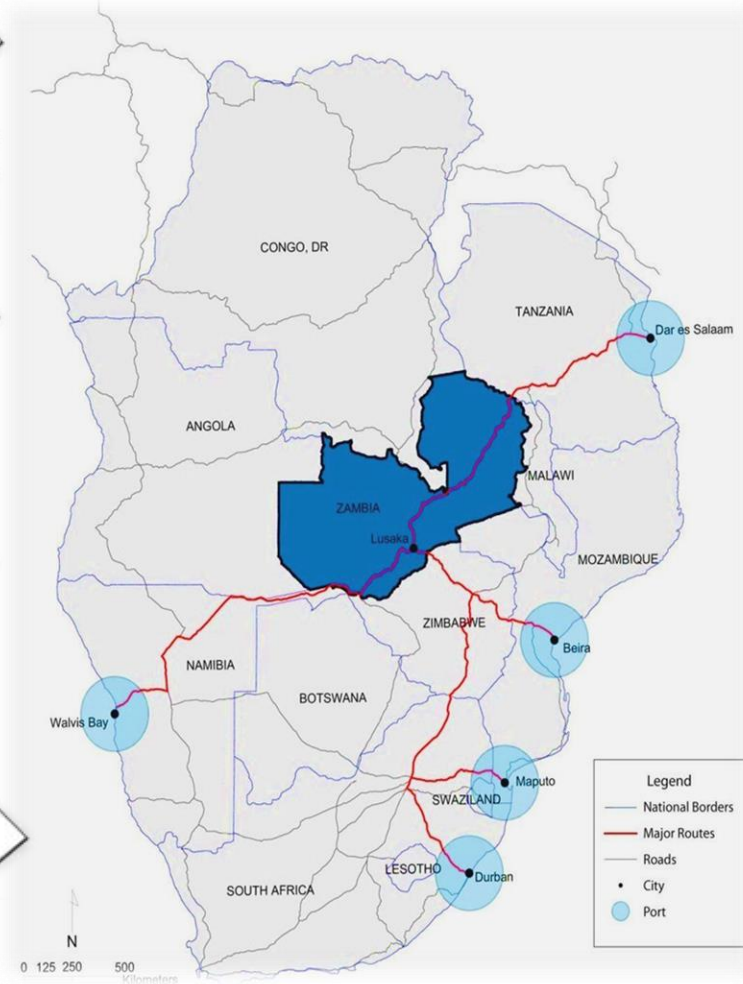 CONGO, DR
TANZANIA
Dar es Salaam
ANGOLA
MALAWI
ZAMBIA
Lusaka
MOZAMBIQUE
ZIMBABWE
Beira
NAMIBIA
BOTSWANA
Walvis Bay
Maputo
SWAZILAND
LESOTHO
Durban
SOUTH AFRICA
Legend
National Borders
Major Routes
Roads
City
Port
N
0 125 250 500
Kilometers